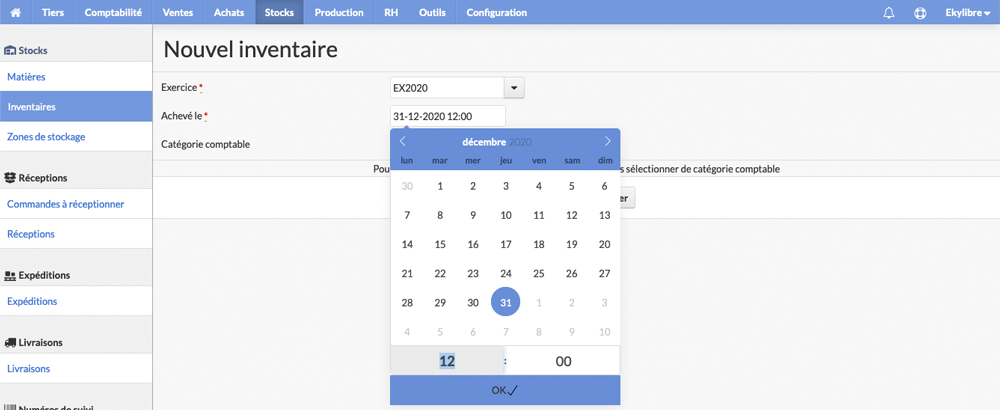 Tiers Comptabilité Ventes Achats Stocks Production RH Outils Configuration Ekylibre
Stocks
Matières
Inventaires
Zones de stockage
Réceptions
Commandes à réceptionner
Réceptions
Expéditions
Expéditions
Livraisons
Livraisons
Numéros de suivi
Nouvel inventaire
Exercice * EX2020
Achevé le * 31-12-2020 12:00
Catégorie comptable
Pou s sélectionner de catégorie comptable
er
décembre 2020
lun mar mer jeu ven sam dim
30 1 2 3 4 5 6
7 8 9 10 11 12 13
14 15 16 17 18 19 20
21 22 23 24 25 26 27
28 29 30 31 1 2 3
4 5 6 7 8 9 10
12 : 00
OK